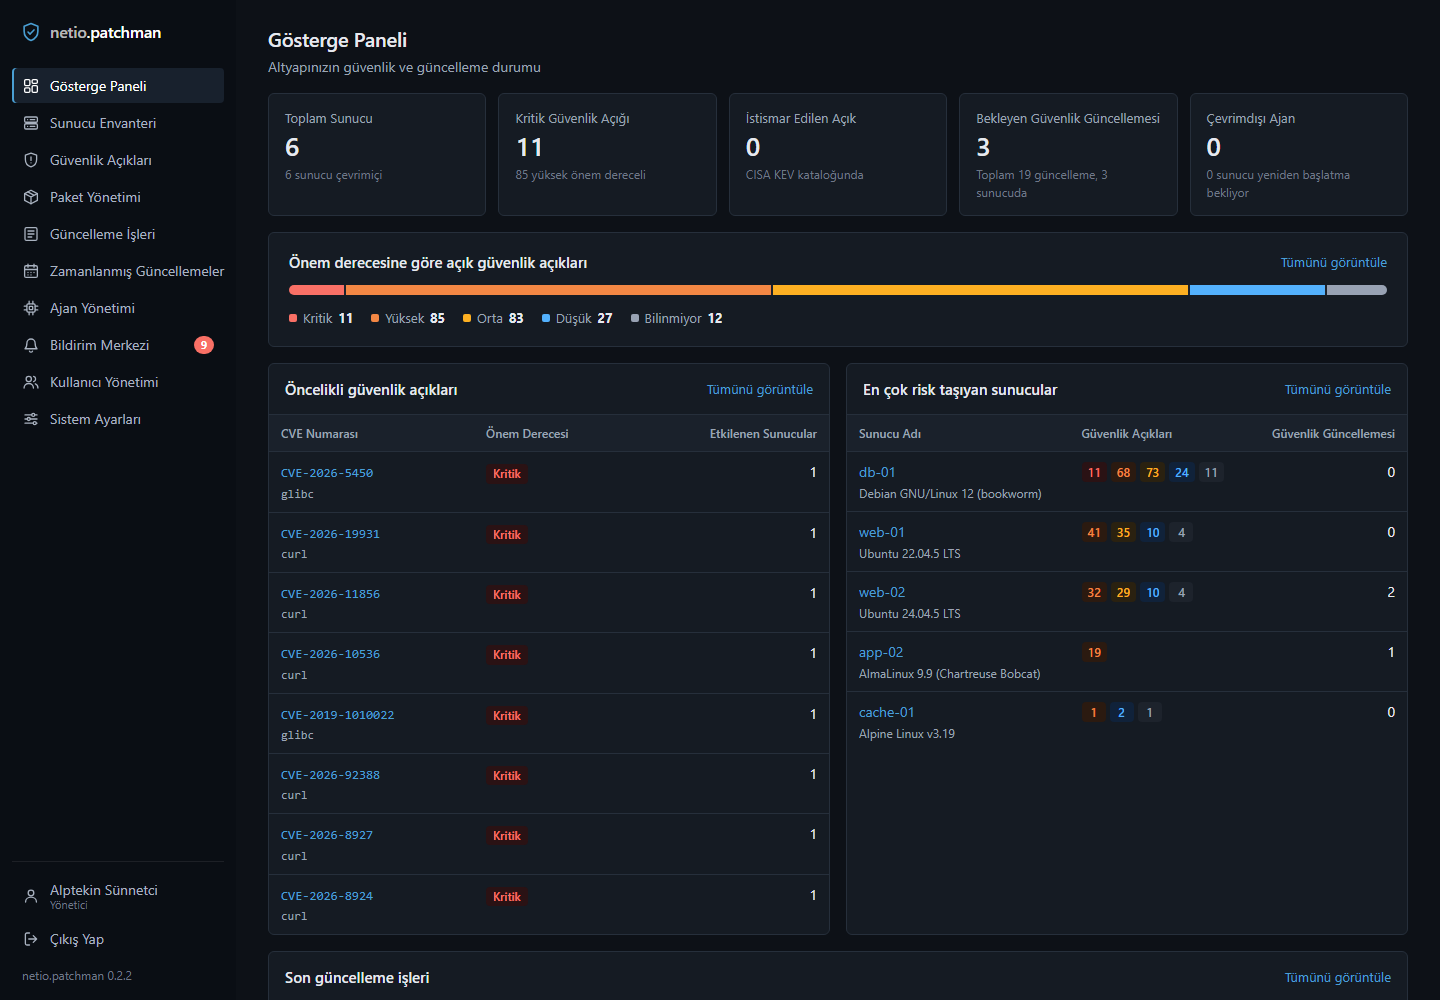 netio.patchman
Gösterge Paneli
Sunucu Envanteri
Güvenlik Açıkları
Paket Yönetimi
Güncelleme İşleri
Zamanlanmış Güncellemeler
Ajan Yönetimi
Bildirim Merkezi 9
Kullanıcı Yönetimi
Sistem Ayarları
Alptekin Sünnetci
Yönetici
Çıkış Yap
netio.patchman 0.2.2
Gösterge Paneli
Altyapınızın güvenlik ve güncelleme durumu
Toplam Sunucu
6
6 sunucu çevrimiçi
Kritik Güvenlik Açığı
11
85 yüksek önem dereceli
İstismar Edilen Açık
0
CISA KEV kataloğunda
Bekleyen Güvenlik Güncellemesi
3
Toplam 19 güncelleme, 3
sunucuda
Çevrimdışı Ajan
0
0 sunucu yeniden başlatma
bekliyor
Önem derecesine göre açık güvenlik açıkları Tümünü görüntüle
Kritik 11 Yüksek 85 Orta 83 Düşük 27 Bilinmiyor 12
Öncelikli güvenlik açıkları Tümünü görüntüle
CVE Numarası Önem Derecesi Etkilenen Sunucular
CVE-2026-5450 Kritik 1
glibc
CVE-2026-19931 Kritik 1
curl
CVE-2026-11856 Kritik 1
curl
CVE-2026-10536 Kritik 1
curl
CVE-2019-1010022 Kritik 1
glibc
CVE-2026-92388 Kritik 1
curl
CVE-2026-8927 Kritik 1
curl
CVE-2026-8924 Kritik 1
curl
En çok risk taşıyan sunucular Tümünü görüntüle
Sunucu Adı Güvenlik Açıkları Güvenlik Güncellemesi
db-01 11 68 73 24 11 0
Debian GNU/Linux 12 (bookworm)
web-01 41 35 10 4 0
Ubuntu 22.04.5 LTS
web-02 32 29 10 4 2
Ubuntu 24.04.5 LTS
app-02 19 1
AlmaLinux 9.9 (Chartreuse Bobcat)
cache-01 1 2 1 0
Alpine Linux v3.19
Son güncelleme işleri Tümünü görüntüle